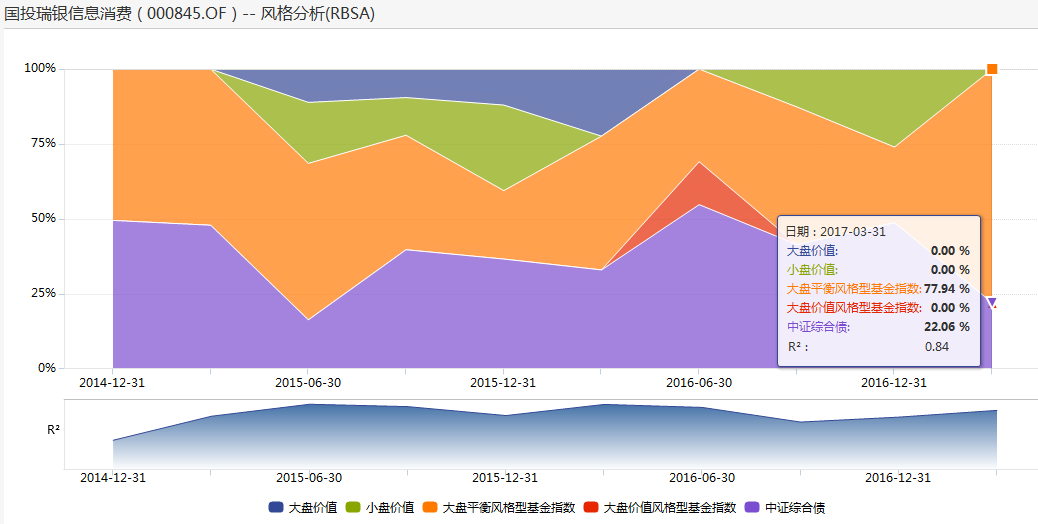 国投瑞银信息消费 ( 000845.OF ) -- 风格分析(RBSA)
100%
75%
50%
25%
0%
日期 : 2017-03-31
大盘价值: 0.00 %
小盘价值: 0.00 %
大盘平衡风格型基金指数: 77.94 %
大盘价值风格型基金指数: 0.00 %
中证综合债: 22.06 %
R² : 0.84
2014-12-31 2015-06-30 2015-12-31 2016-06-30 2016-12-31
R²
2014-12-31 2015-06-30 2015-12-31 2016-06-30 2016-12-31
大盘价值 小盘价值 大盘平衡风格型基金指数 大盘价值风格型基金指数 中证综合债